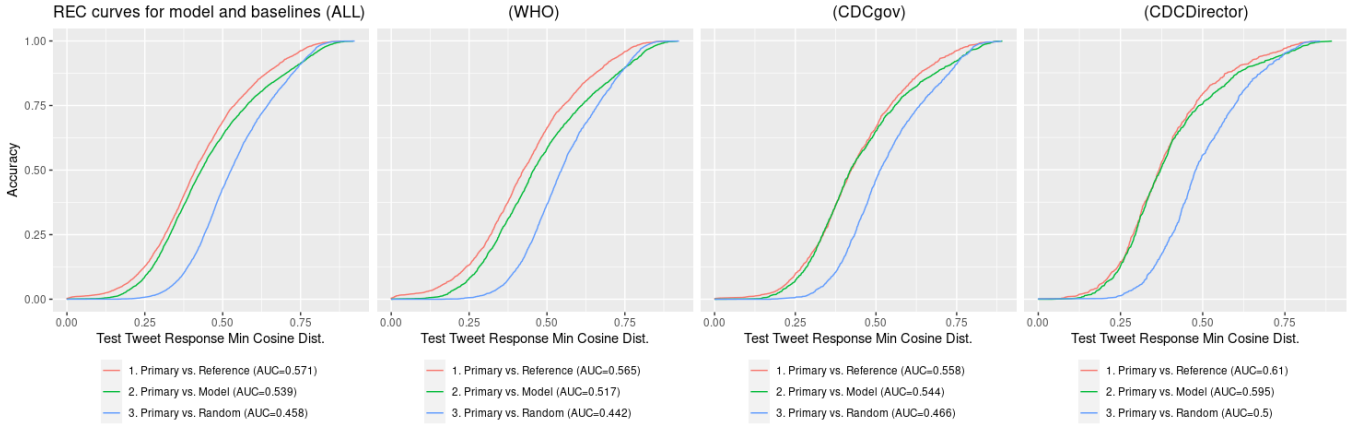 REC curves for model and baselines (ALL)
(WHO)
(CDCgov)
(CDCDirector)
Accuracy
1.00
0.75
0.50
0.25
0.00
0.00 0.25 0.50 0.75
0.00 0.25 0.50 0.75
0.00 0.25 0.50 0.75
0.00 0.25 0.50 0.75
Test Tweet Response Min Cosine Dist.
Test Tweet Response Min Cosine Dist.
Test Tweet Response Min Cosine Dist.
Test Tweet Response Min Cosine Dist.
1. Primary vs. Reference (AUC=0.571)
2. Primary vs. Model (AUC=0.539)
3. Primary vs. Random (AUC=0.458)
1. Primary vs. Reference (AUC=0.565)
2. Primary vs. Model (AUC=0.517)
3. Primary vs. Random (AUC=0.442)
1. Primary vs. Reference (AUC=0.558)
2. Primary vs. Model (AUC=0.544)
3. Primary vs. Random (AUC=0.466)
1. Primary vs. Reference (AUC=0.61)
2. Primary vs. Model (AUC=0.595)
3. Primary vs. Random (AUC=0.5)